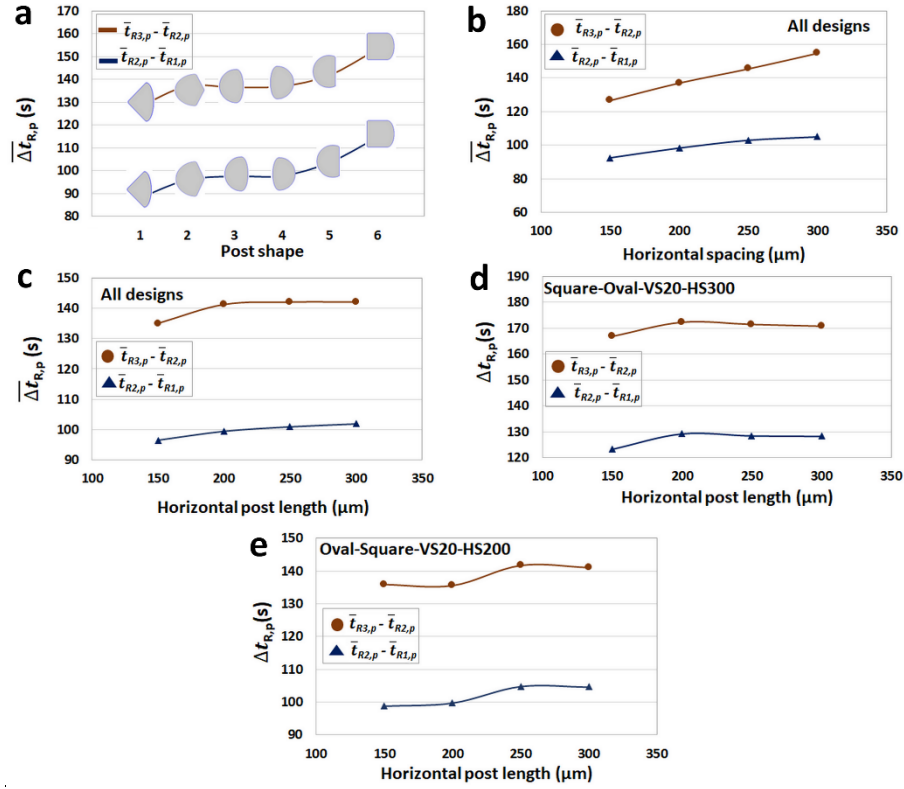 a
170
160
150
140
130
120
110
100
90
80
Δt̅R,p (s)
t̅R3,p - t̅R2,p
t̅R2,p - t̅R1,p
1 2 3 4 5 6
Post shape
b
180
160
140
120
100
80
60
Δt̅R,p (s)
t̅R3,p - t̅R2,p
t̅R2,p - t̅R1,p
All designs
100 150 200 250 300 350
Horizontal spacing (µm)
c
150
140
130
120
110
100
90
Δt̅R,p (s)
All designs
t̅R3,p - t̅R2,p
t̅R2,p - t̅R1,p
100 150 200 250 300 350
Horizontal post length (µm)
d
190
180
170
160
150
140
130
120
ΔtR,p (s)
Square-Oval-VS20-HS300
t̅R3,p - t̅R2,p
t̅R2,p - t̅R1,p
100 150 200 250 300 350
Horizontal post length (µm)
e
150
140
130
120
110
100
90
ΔtR,p(s)
Oval-Square-VS20-HS200
t̅R3,p - t̅R2,p
t̅R2,p - t̅R1,p
100 150 200 250 300 350
Horizontal post length (µm)